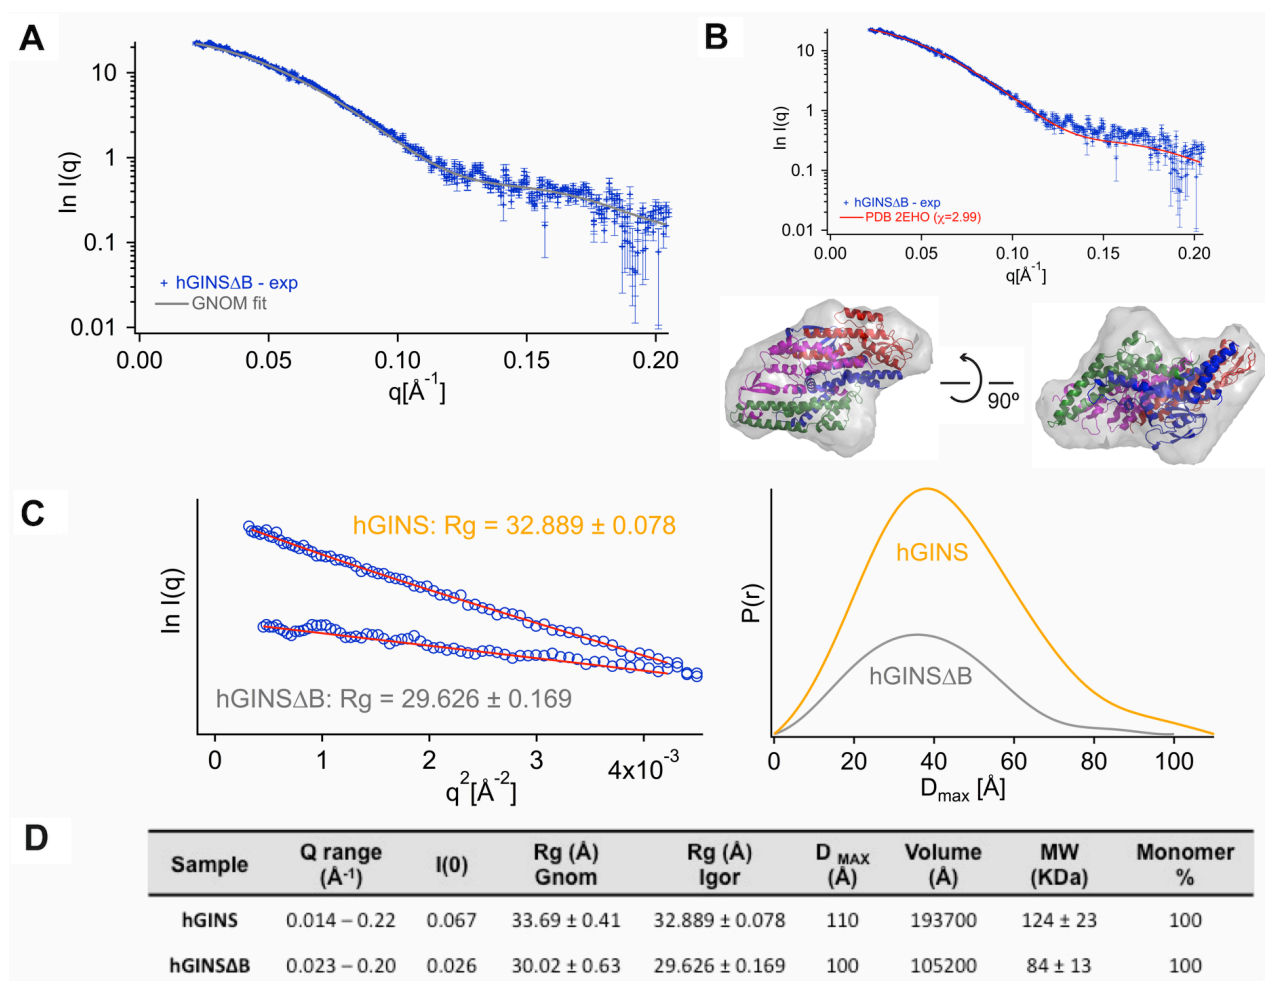 A
ln I(q)
10
1
0.1
0.01
+ hGINSΔB - exp
GNOM fit
0.00 0.05 0.10 0.15 0.20
q[Å⁻¹]
B
ln I(q)
10
1
0.1
0.01
+ hGINSΔB - exp
PDB 2EHO (χ=2.99)
0.00 0.05 0.10 0.15 0.20
q[Å⁻¹]
90º
C
ln I(q)
hGINS: Rg = 32.889 ± 0.078
hGINSΔB: Rg = 29.626 ± 0.169
0 1 2 3 4x10⁻³
q²[Å⁻²]
P(r)
hGINS
hGINSΔB
0 20 40 60 80 100
Dmax [Å]
D
Sample Q range (Å⁻¹) I(0) Rg (Å) Gnom Rg (Å) Igor D MAX (Å) Volume (Å) MW (KDa) Monomer %
hGINS 0.014 – 0.22 0.067 33.69 ± 0.41 32.889 ± 0.078 110 193700 124 ± 23 100
hGINSΔB 0.023 – 0.20 0.026 30.02 ± 0.63 29.626 ± 0.169 100 105200 84 ± 13 100